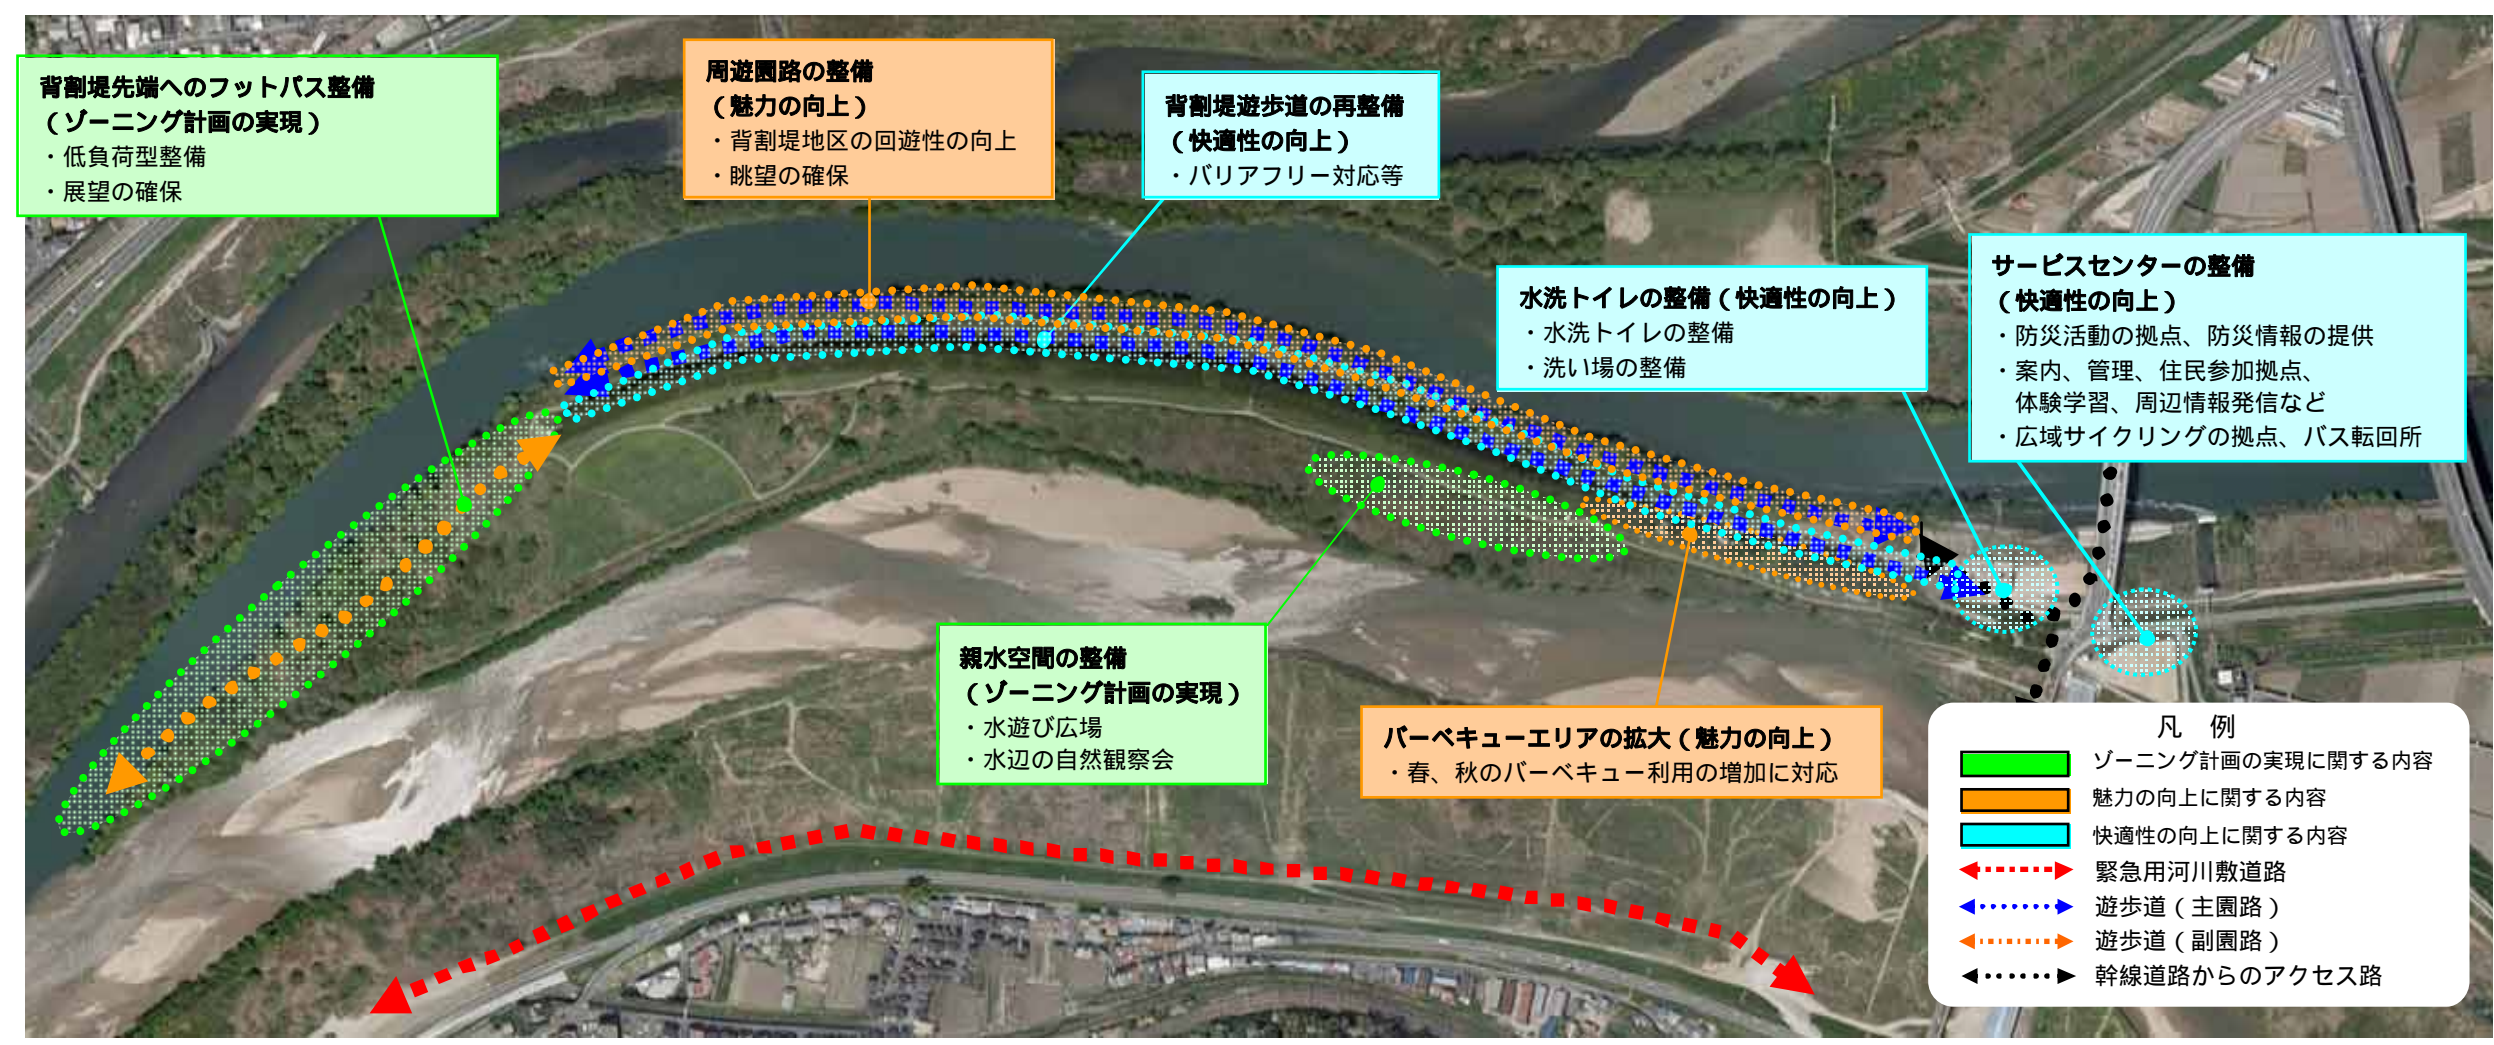 背割堤先端へのフットパス整備
（ゾーニング計画の実現）
・低負荷型整備
・展望の確保
周遊園路の整備
（魅力の向上）
・背割堤地区の回遊性の向上
・眺望の確保
背割堤遊歩道の再整備
（快適性の向上）
・バリアフリー対応等
水洗トイレの整備（快適性の向上）
・水洗トイレの整備
・洗い場の整備
サービスセンターの整備
（快適性の向上）
・防災活動の拠点、防災情報の提供
・案内、管理、住民参加拠点、
体験学習、周辺情報発信など
・広域サイクリングの拠点、バス転回所
親水空間の整備
（ゾーニング計画の実現）
・水遊び広場
・水辺の自然観察会
バーベキューエリアの拡大（魅力の向上）
・春、秋のバーベキュー利用の増加に対応
凡　例
ゾーニング計画の実現に関する内容
魅力の向上に関する内容
快適性の向上に関する内容
緊急用河川敷道路
遊歩道（主園路）
遊歩道（副園路）
幹線道路からのアクセス路